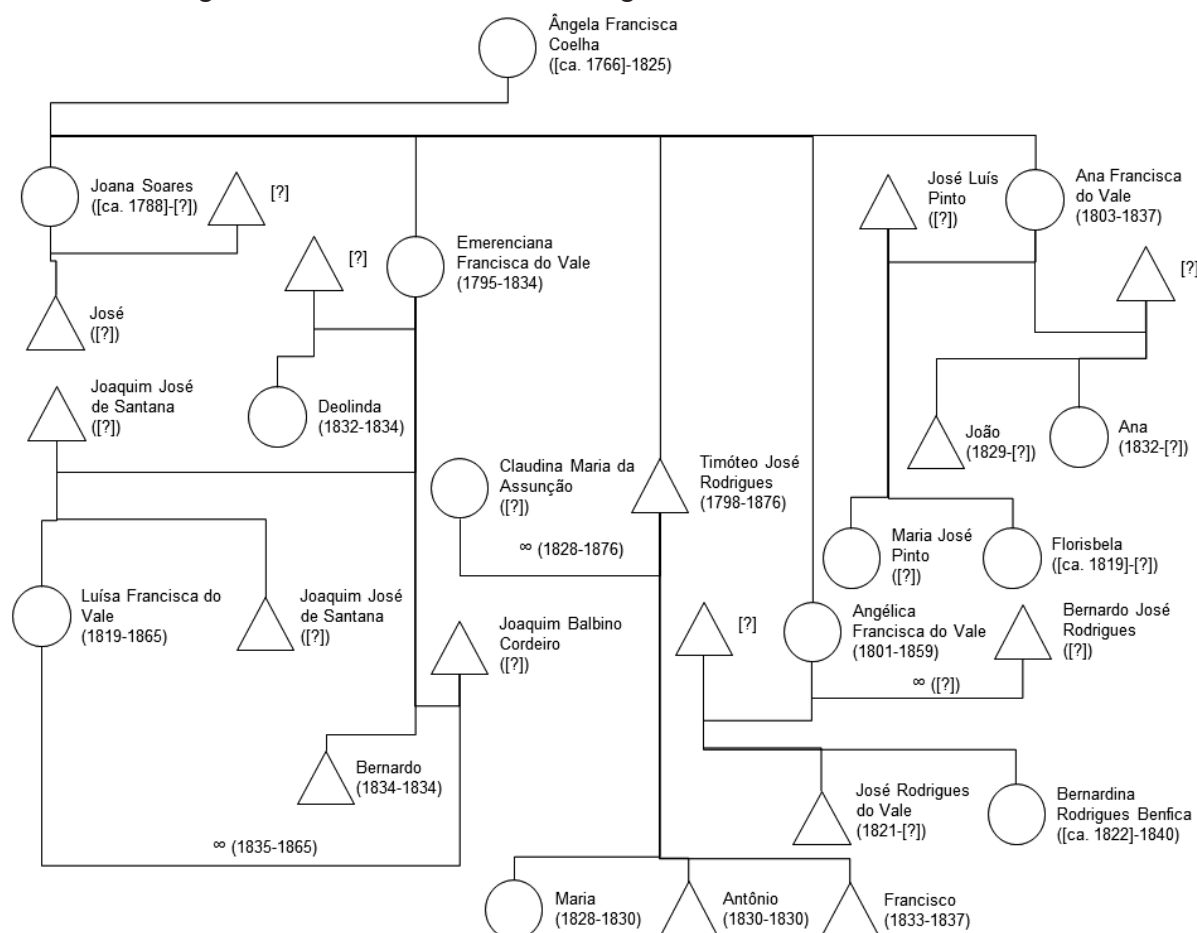 Ângela Francisca
Coelha
([ca. 1766]-1825)
Joana Soares
([ca. 1788]-[?])
[?]
José Luís
Pinto
([?])
Ana Francisca
do Vale
(1803-1837)
[?]
Emerenciana
Francisca do Vale
(1795-1834)
[?]
José
([?])
Joaquim José
de Santana
([?])
Deolinda
(1832-1834)
João
(1829-[?])
Ana
(1832-[?])
Claudina Maria da
Assunção
([?])
Timóteo José
Rodrigues
(1798-1876)
∞ (1828-1876)
Maria José
Pinto
([?])
Florisbela
([ca. 1819]-[?])
Luísa Francisca do
Vale
(1819-1865)
Joaquim José
de Santana
([?])
Joaquim Balbino
Cordeiro
([?])
[?]
Angélica
Francisca do Vale
(1801-1859)
Bernardo José
Rodrigues
([?])
∞ ([?])
Bernardo
(1834-1834)
José Rodrigues
do Vale
(1821-[?])
Bernardina
Rodrigues Benfica
([ca. 1822]-1840)
∞ (1835-1865)
Maria
(1828-1830)
Antônio
(1830-1830)
Francisco
(1833-1837)